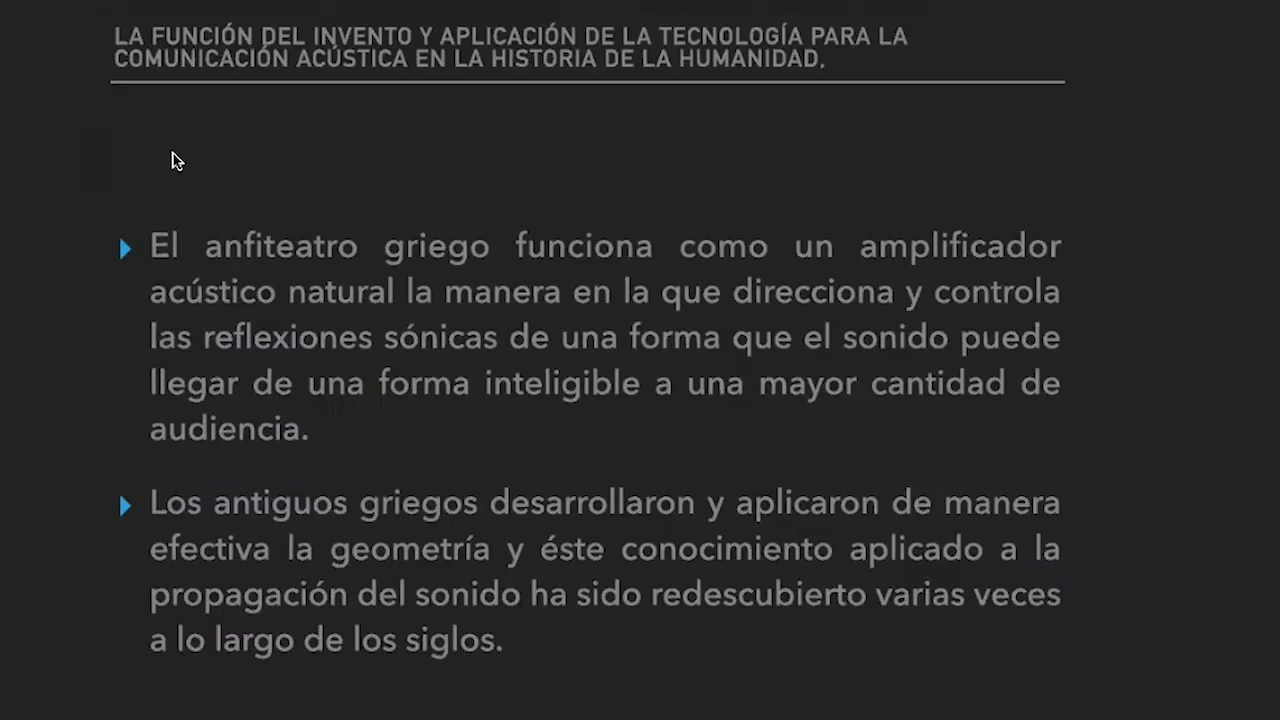 LA FUNCIÓN DEL INVENTO Y APLICACIÓN DE LA TECNOLOGÍA PARA LA
COMUNICACIÓN ACÚSTICA EN LA HISTORIA DE LA HUMANIDAD.
El anfiteatro griego funciona como un amplificador
acústico natural la manera en la que direcciona y controla
las reflexiones sónicas de una forma que el sonido puede
llegar de una forma inteligible a una mayor cantidad de
audiencia.
Los antiguos griegos desarrollaron y aplicaron de manera
efectiva la geometría y éste conocimiento aplicado a la
propagación del sonido ha sido redescubierto varias veces
a lo largo de los siglos.